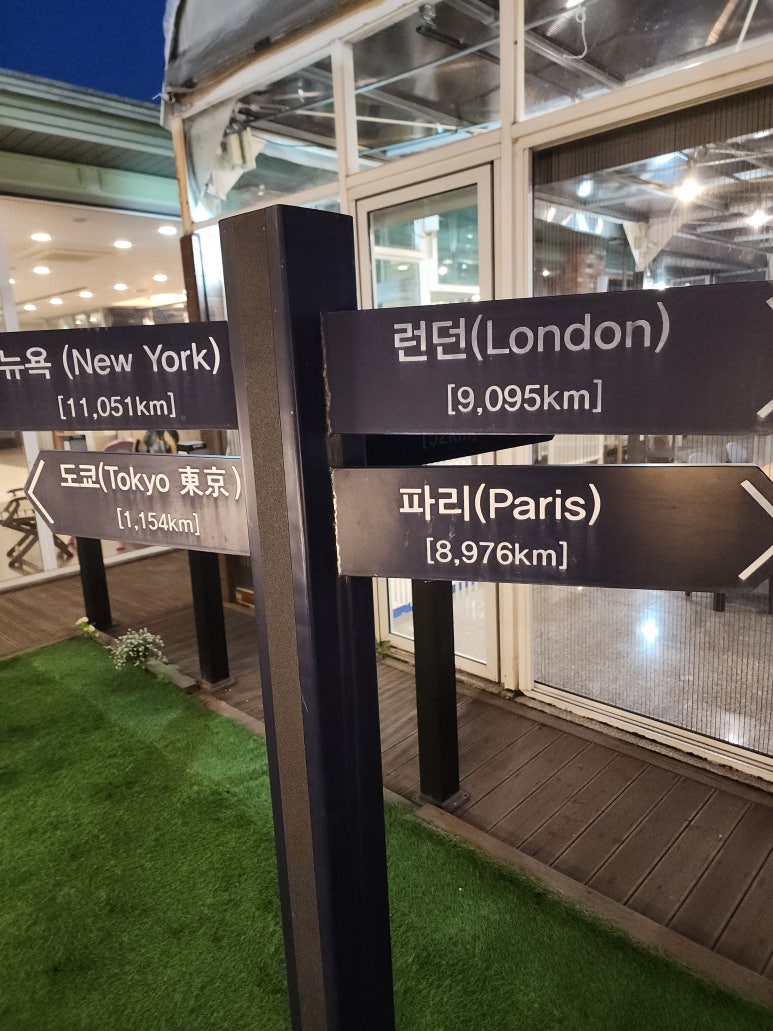 뉴욕 (New York)
[11,051km]
도쿄(Tokyo 東京)
[1,154km]
런던(London)
[9,095km]
파리(Paris)
[8,976km]